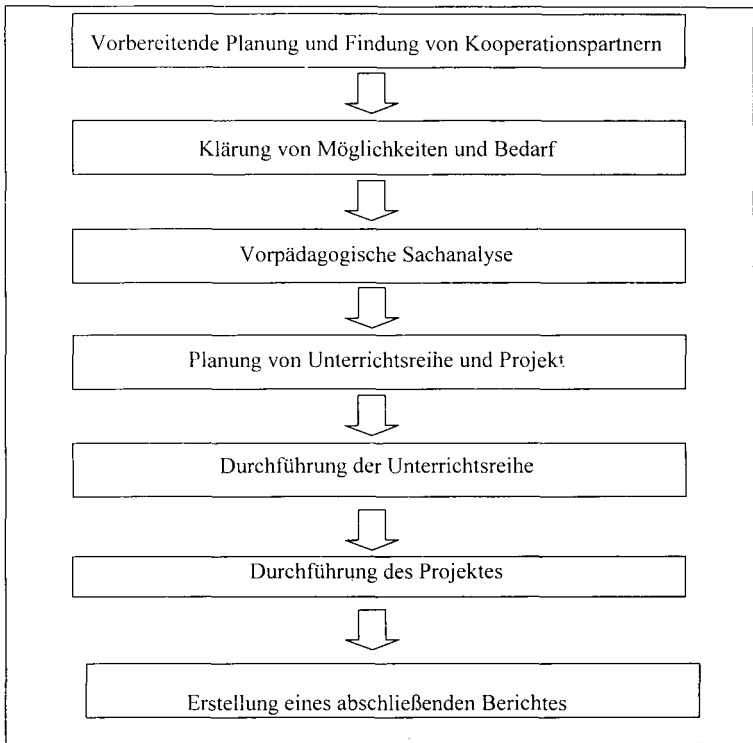 Vorbereitende Planung und Findung von Kooperationspartnern
Klärung von Möglichkeiten und Bedarf
Vorpädagogische Sachanalyse
Planung von Unterrichtsreihe und Projekt
Durchführung der Unterrichtsreihe
Durchführung des Projektes
Erstellung eines abschließenden Berichtes